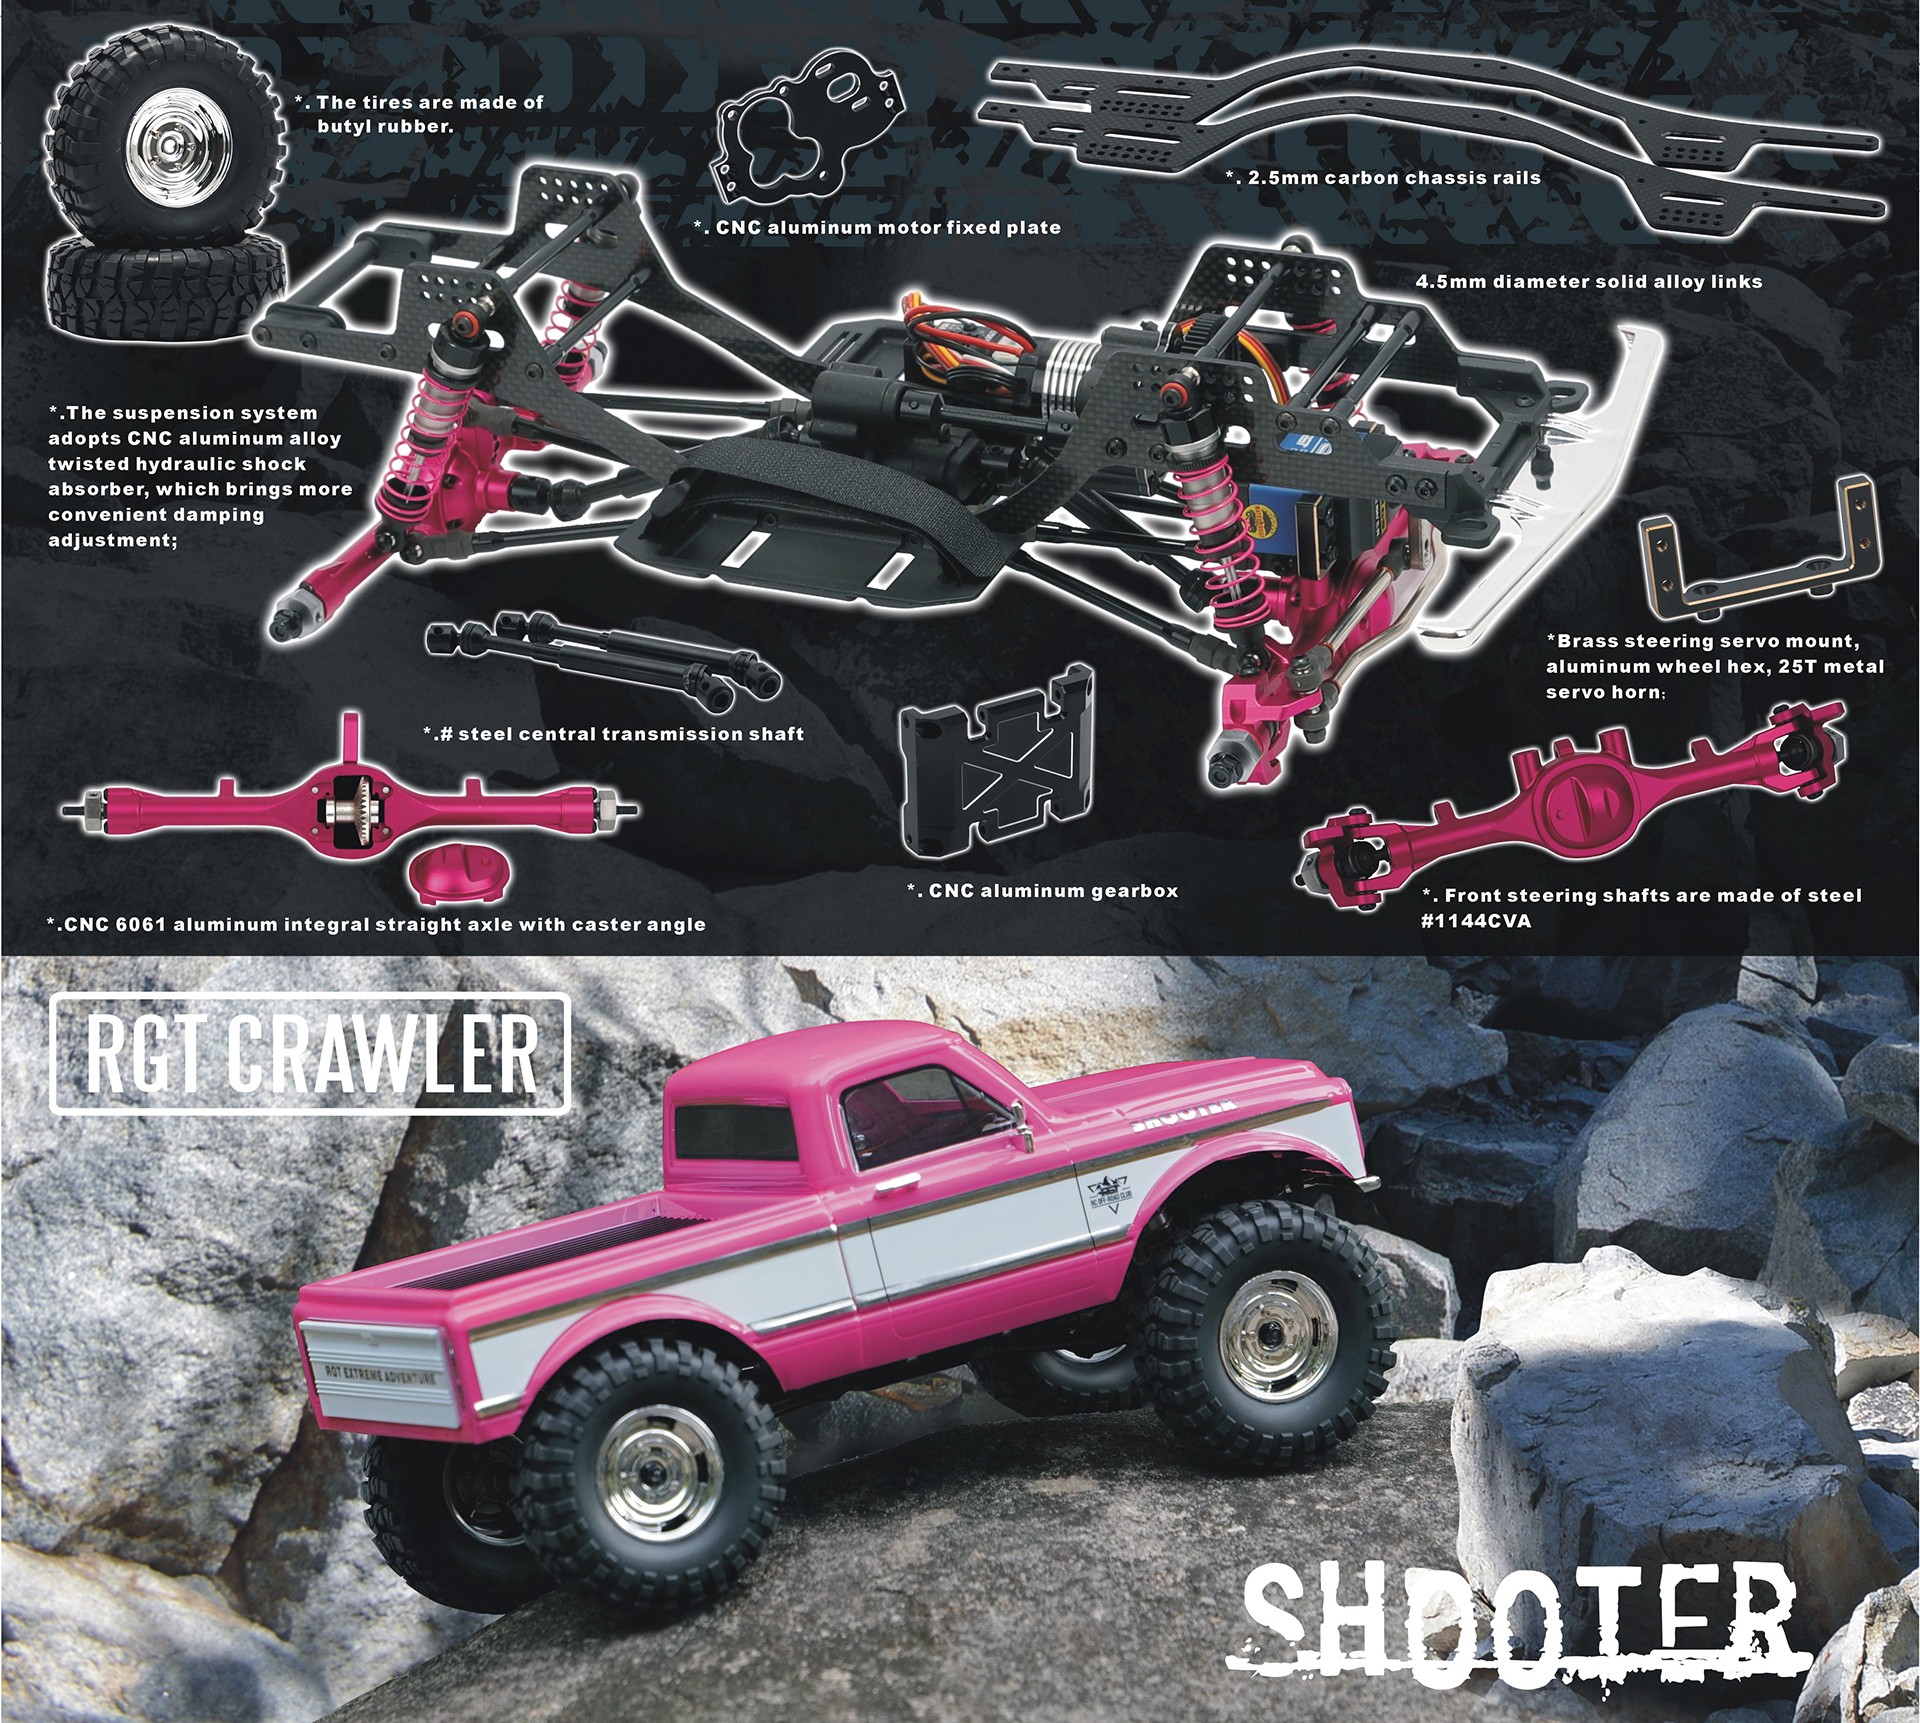 *. The tires are made of
butyl rubber.
*. 2.5mm carbon chassis rails
*. CNC aluminum motor fixed plate
4.5mm diameter solid alloy links
*.The suspension system
adopts CNC aluminum alloy
twisted hydraulic shock
absorber, which brings more
convenient damping
adjustment;
*Brass steering servo mount,
aluminum wheel hex, 25T metal
servo horn;
*.# steel central transmission shaft
*. CNC aluminum gearbox
*. Front steering shafts are made of steel
#1144CVA
*.CNC 6061 aluminum integral straight axle with caster angle
RGT CRAWLER
SHOOTER
RC OFF-ROAD CLUB
RGT EXTREME ADVENTURE
SHOOTER